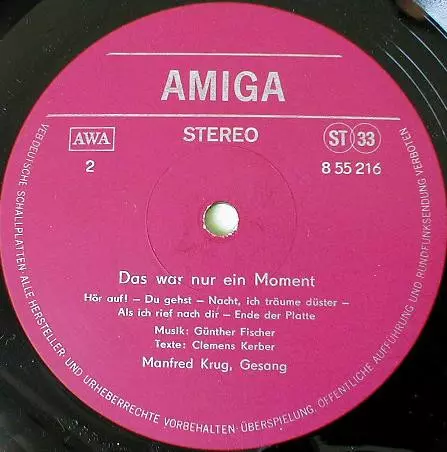 AMIGA
AWA
STEREO
ST 33
2
8 55 216
Das war nur ein Moment
Hör auf! – Du gehst – Nacht, ich träume düster –
Als ich rief nach dir – Ende der Platte
Musik: Günther Fischer
Texte: Clemens Kerber
Manfred Krug, Gesang
VEB DEUTSCHE SCHALLPLATTEN · ALLE HERSTELLER UND URHEBERRECHTE VORBEHALTEN · ÜBERSPIELUNG, ÖFFENTLICHE AUFFÜHRUNG UND RUNDFUNKSENDUNG VERBOTEN